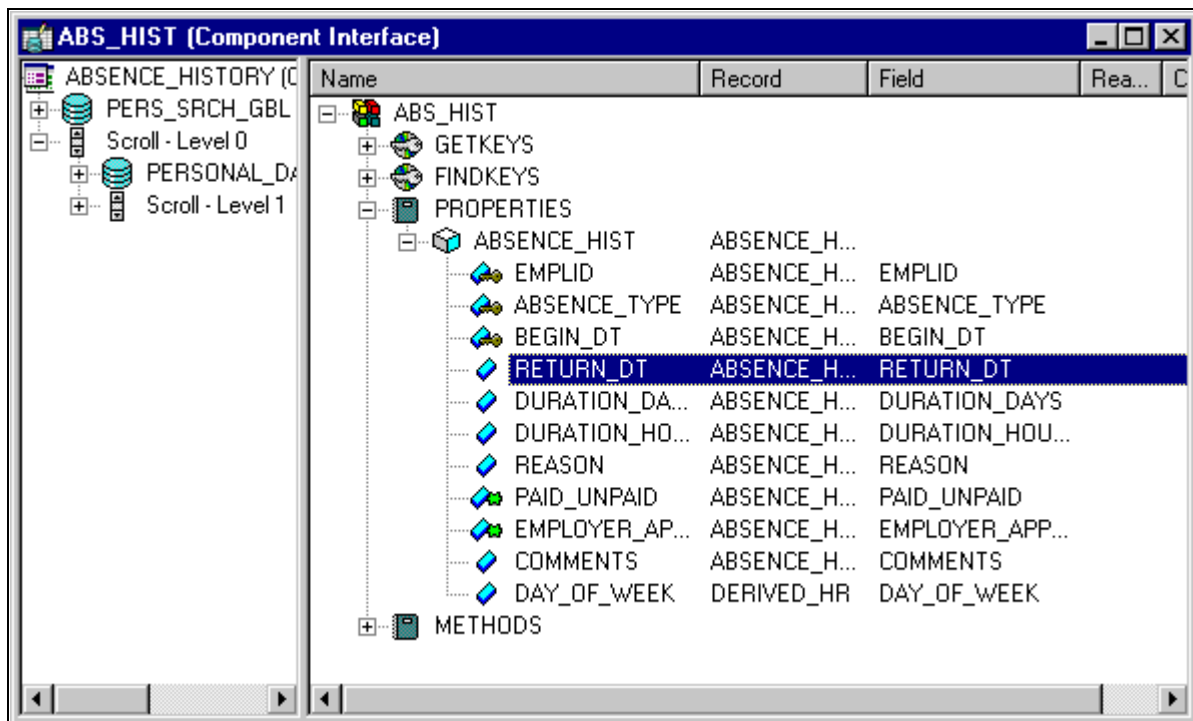 ABS_HIST (Component Interface)
ABSENCE_HISTORY (C
PERS_SRCH_GBL
Scroll - Level 0
PERSONAL_DA
Scroll - Level 1
Name Record Field Rea... C
ABS_HIST
GETKEYS
FINDKEYS
PROPERTIES
ABSENCE_HIST ABSENCE_H...
EMPLID ABSENCE_H... EMPLID
ABSENCE_TYPE ABSENCE_H... ABSENCE_TYPE
BEGIN_DT ABSENCE_H... BEGIN_DT
RETURN_DT ABSENCE_H... RETURN_DT
DURATION_DA... ABSENCE_H... DURATION_DAYS
DURATION_HO... ABSENCE_H... DURATION_HOU...
REASON ABSENCE_H... REASON
PAID_UNPAID ABSENCE_H... PAID_UNPAID
EMPLOYER_AP... ABSENCE_H... EMPLOYER_APP...
COMMENTS ABSENCE_H... COMMENTS
DAY_OF_WEEK DERIVED_HR DAY_OF_WEEK
METHODS